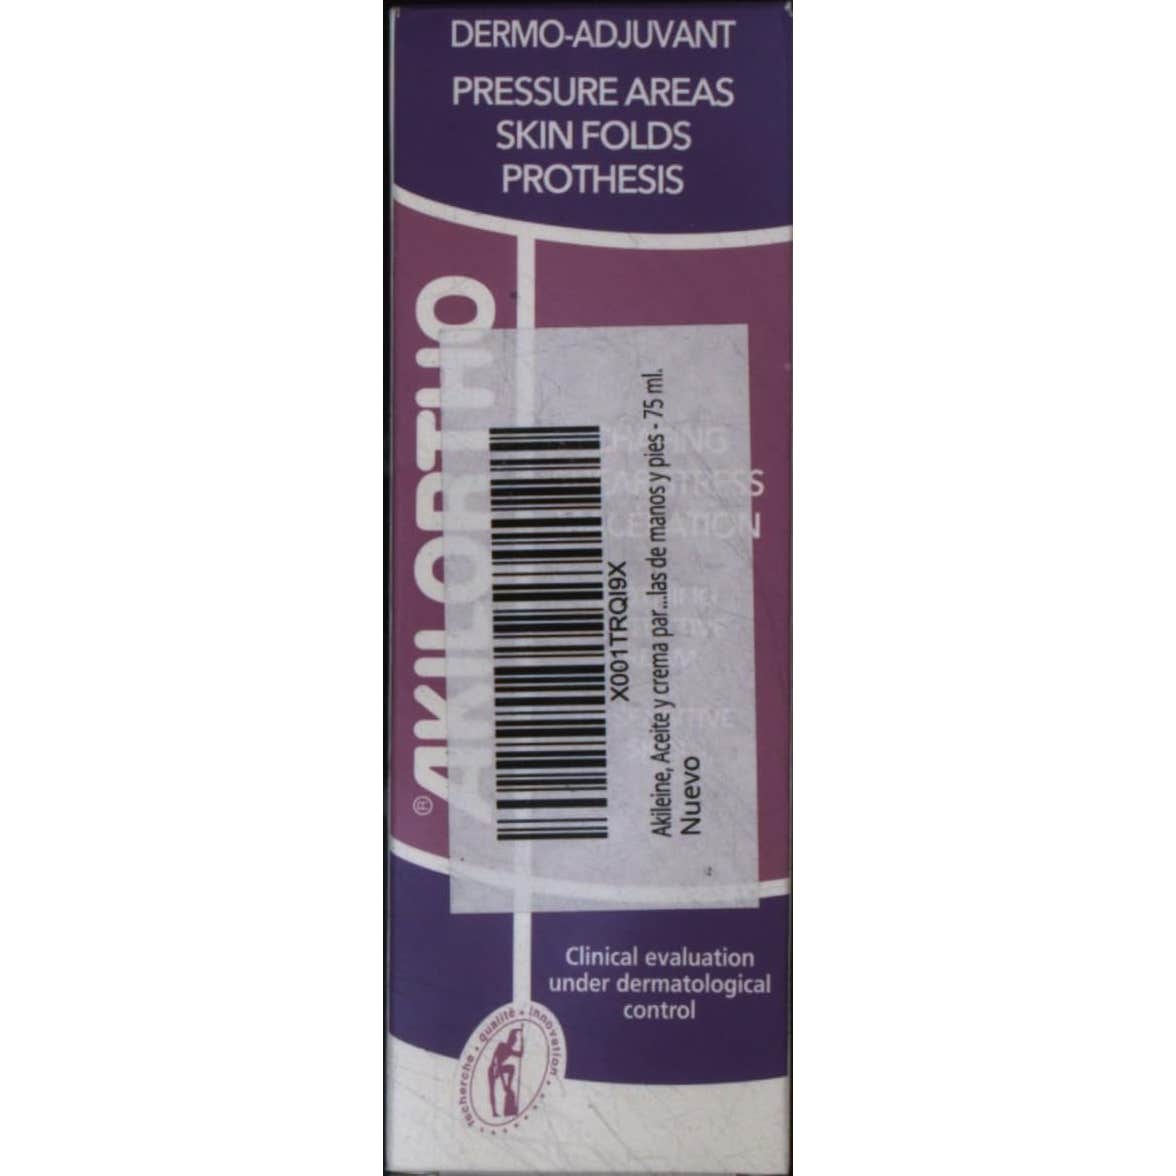 DERMO-ADJUVANT
PRESSURE AREAS
SKIN FOLDS
PROTHESIS
AKILORTHO
®
X001TRQI9X
Akileine, Aceite y crema par...las de manos y pies - 75 ml.
Nuevo
Clinical evaluation
under dermatological
control
recherche • qualité • innovation •